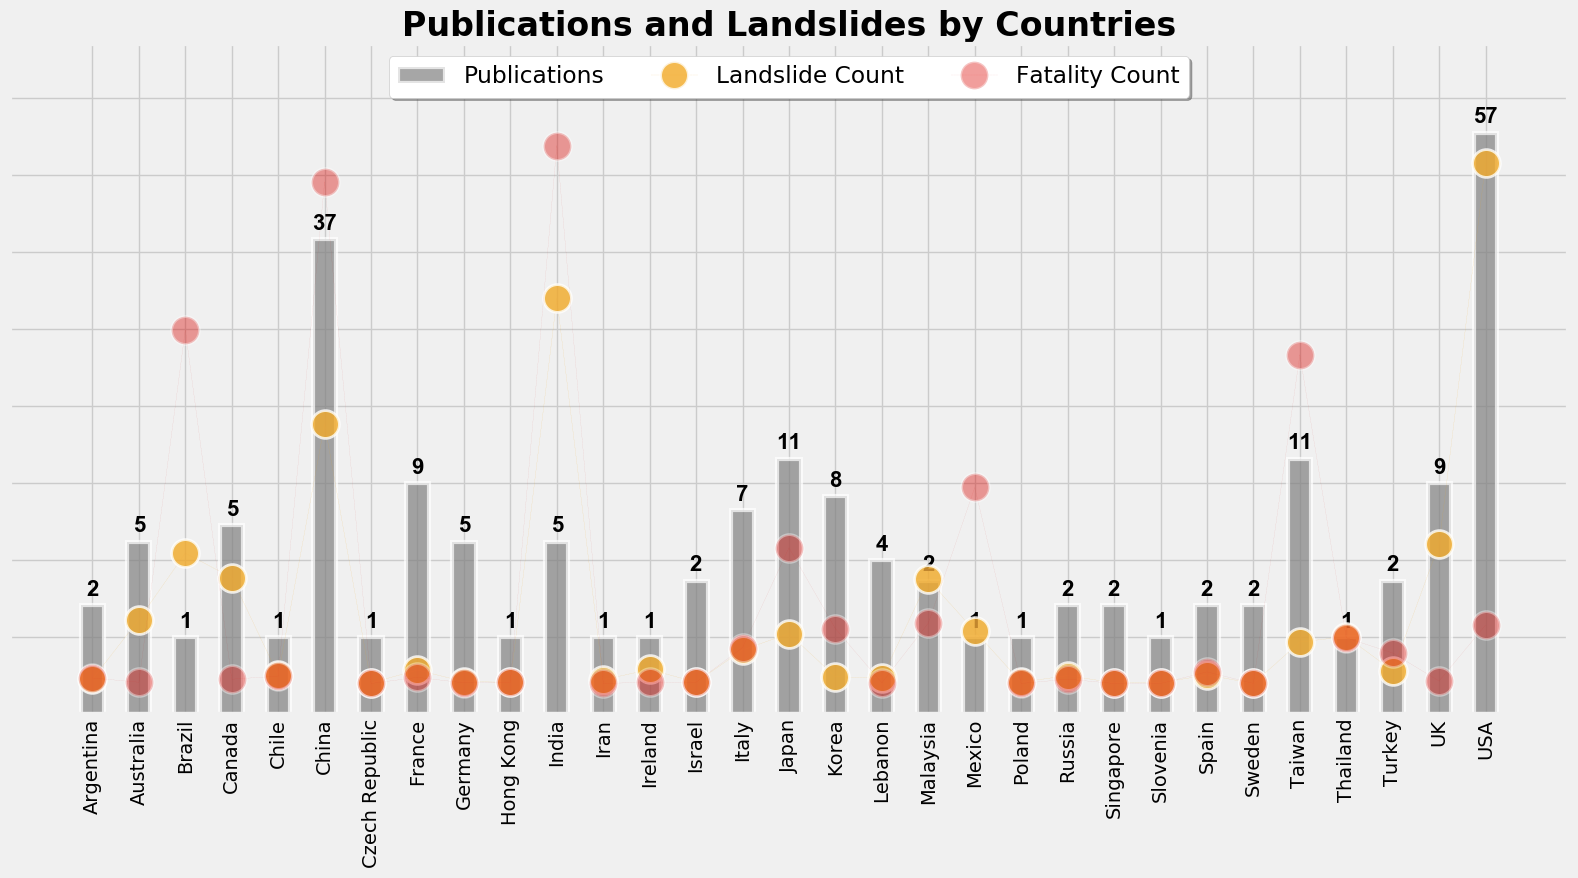 Publications and Landslides by Countries
Publications Landslide Count Fatality Count
2 5 1 5 1 37 1 9 5 1 5 1 1 2 7 11 8 4 2 1 1 2 2 1 2 2 11 1 2 9 57
Argentina Australia Brazil Canada Chile China Czech Republic France Germany Hong Kong India Iran Ireland Israel Italy Japan Korea Lebanon Malaysia Mexico Poland Russia Singapore Slovenia Spain Sweden Taiwan Thailand Turkey UK USA